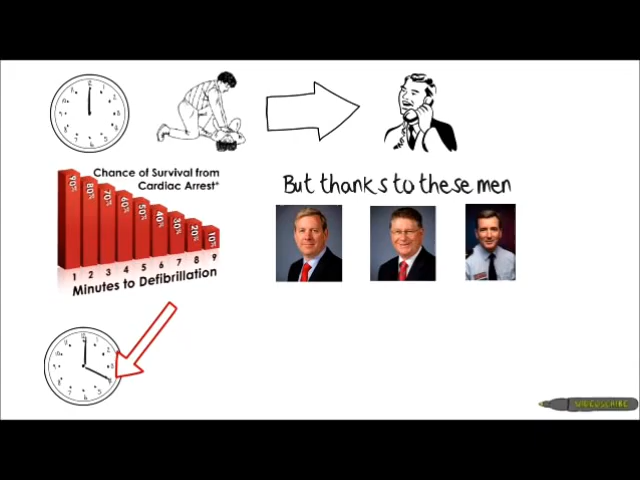 Chance of Survival from
Cardiac Arrest*
90%
80%
70%
60%
50%
40%
30%
20%
10%
1 2 3 4 5 6 7 8 9
Minutes to Defibrillation
But thanks to these men
VIDEOSCRIBE